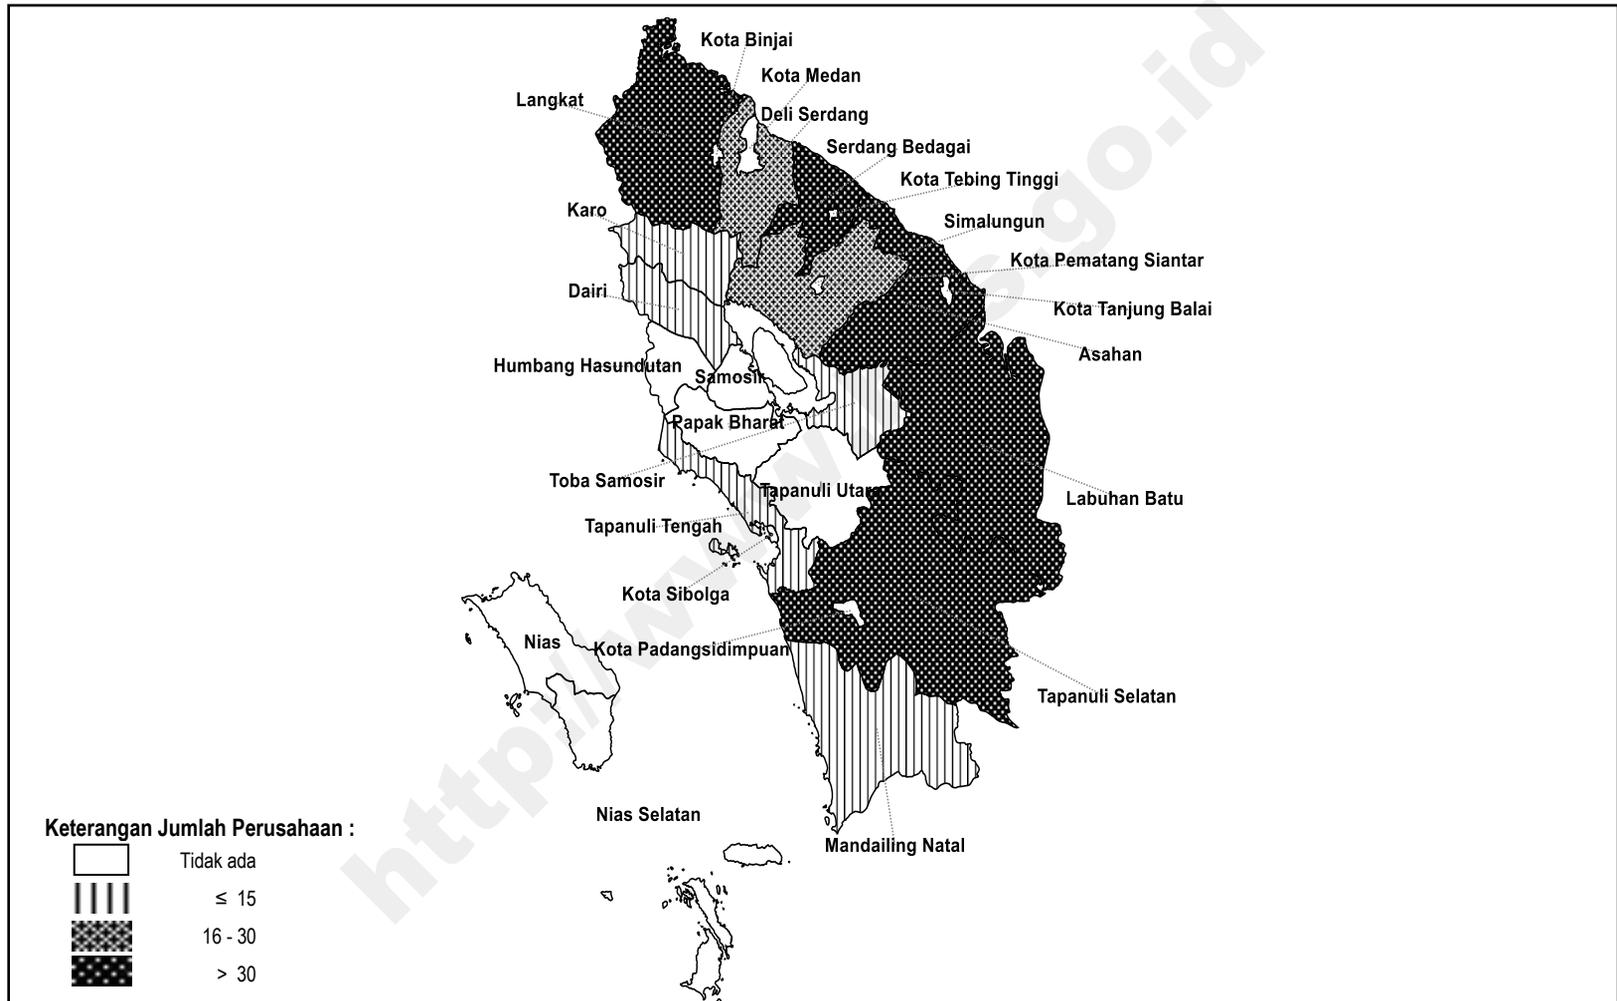 Kota Binjai
Kota Medan
Langkat
Deli Serdang
Serdang Bedagai
Kota Tebing Tinggi
Karo
Simalungun
Kota Pematang Siantar
Dairi
Kota Tanjung Balai
Asahan
Humbang Hasundutan
Samosir
Papak Bharat
Toba Samosir
Tapanuli Utara
Labuhan Batu
Tapanuli Tengah
Kota Sibolga
Nias
Kota Padangsidimpuan
Tapanuli Selatan
Nias Selatan
Mandailing Natal
Keterangan Jumlah Perusahaan :
Tidak ada
≤ 15
16 - 30
> 30